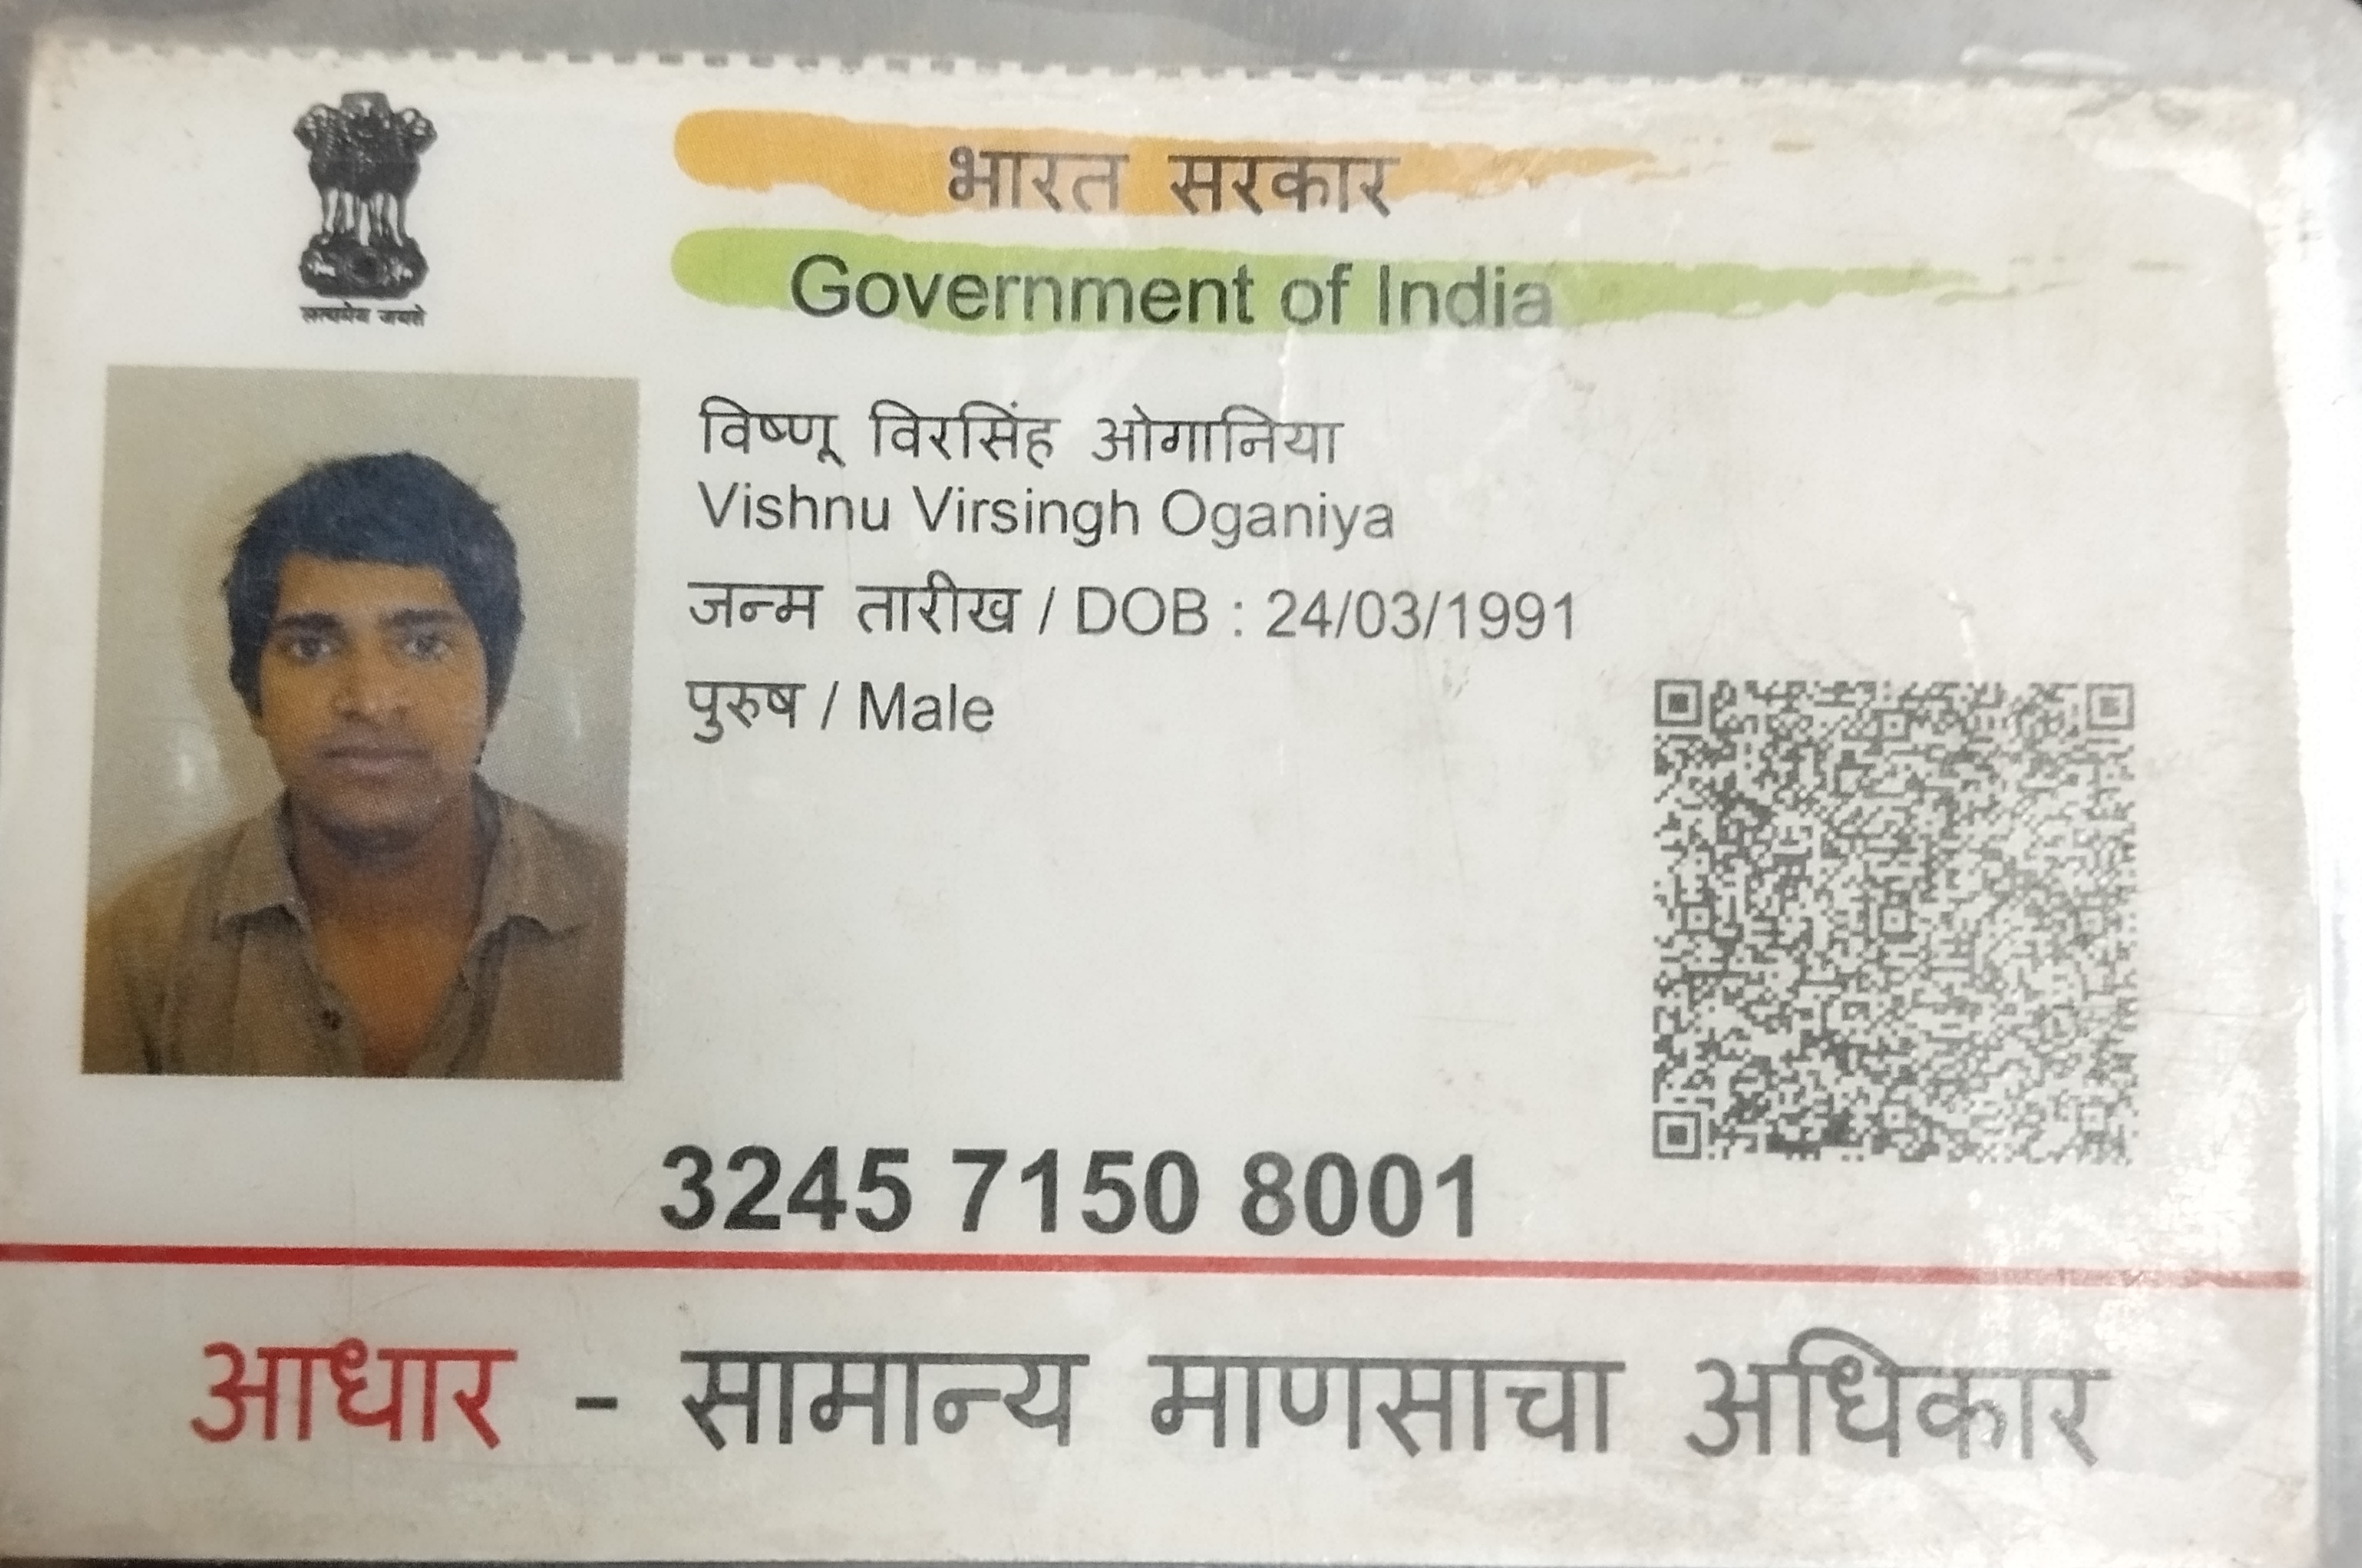 सत्यमेव जयते
भारत सरकार
Government of India
विष्णू विरसिंह ओगानिया
Vishnu Virsingh Oganiya
जन्म तारीख / DOB : 24/03/1991
पुरुष / Male
3245 7150 8001
आधार - सामान्य माणसाचा अधिकार